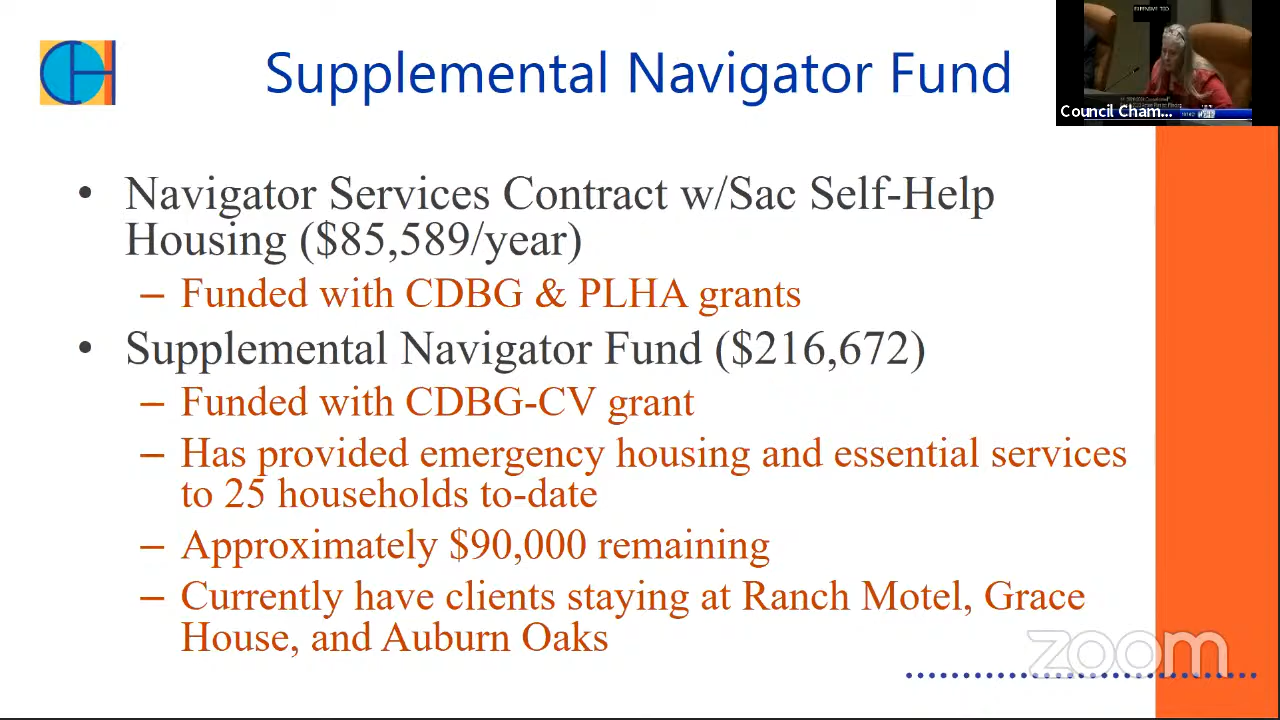 Supplemental Navigator Fund
Council Cham...
• Navigator Services Contract w/Sac Self-Help
Housing ($85,589/year)
– Funded with CDBG & PLHA grants
• Supplemental Navigator Fund ($216,672)
– Funded with CDBG-CV grant
– Has provided emergency housing and essential services
to 25 households to-date
– Approximately $90,000 remaining
– Currently have clients staying at Ranch Motel, Grace
House, and Auburn Oaks
zoom